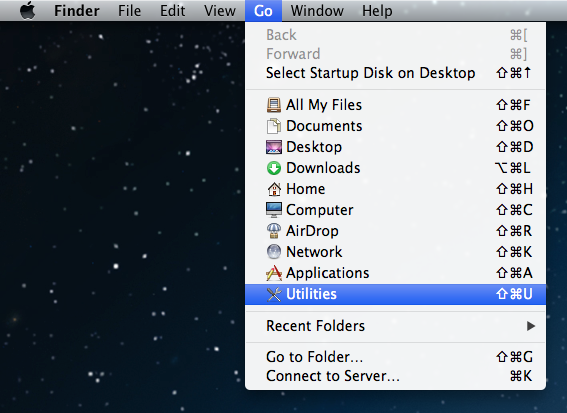 Finder File Edit View Go Window Help
Back ⌘[
Forward ⌘]
Select Startup Disk on Desktop ⇧⌘↑
All My Files ⇧⌘F
Documents ⇧⌘O
Desktop ⇧⌘D
Downloads ⌥⌘L
Home ⇧⌘H
Computer ⇧⌘C
AirDrop ⇧⌘R
Network ⇧⌘K
Applications ⇧⌘A
Utilities ⇧⌘U
Recent Folders ▶
Go to Folder... ⇧⌘G
Connect to Server... ⌘K